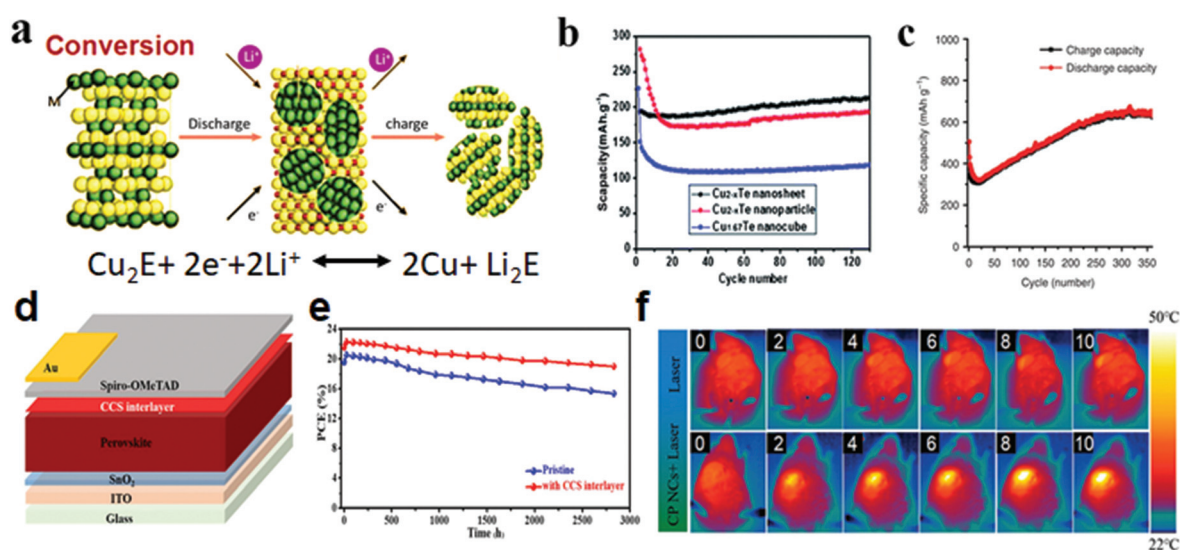 a
Conversion
Li⁺
Li⁺
M
Discharge
charge
e⁻
e⁻
Cu₂E+ 2e⁻+2Li⁺ ⟷ 2Cu+ Li₂E
b
Scapacity (mAh.g⁻¹)
300
250
200
150
100
50
0
Cu₂₋ₓTe nanosheet
Cu₂₋ₓTe nanoparticle
Cu₁.₆₇Te nanocube
0 20 40 60 80 100 120
Cycle number
c
Specific capacity (mAh g⁻¹)
1000
800
600
400
200
0
Charge capacity
Discharge capacity
0 50 100 150 200 250 300 350
Cycle (number)
d
Au
Spiro-OMeTAD
CCS interlayer
Perovskite
SnO₂
ITO
Glass
e
PCE (%)
24
20
16
12
8
4
0
Pristine
with CCS interlayer
0 500 1000 1500 2000 2500 3000
Time (h)
f
Laser
0 2 4 6 8 10
CP NCs+ Laser
0 2 4 6 8 10
50°C
22°C